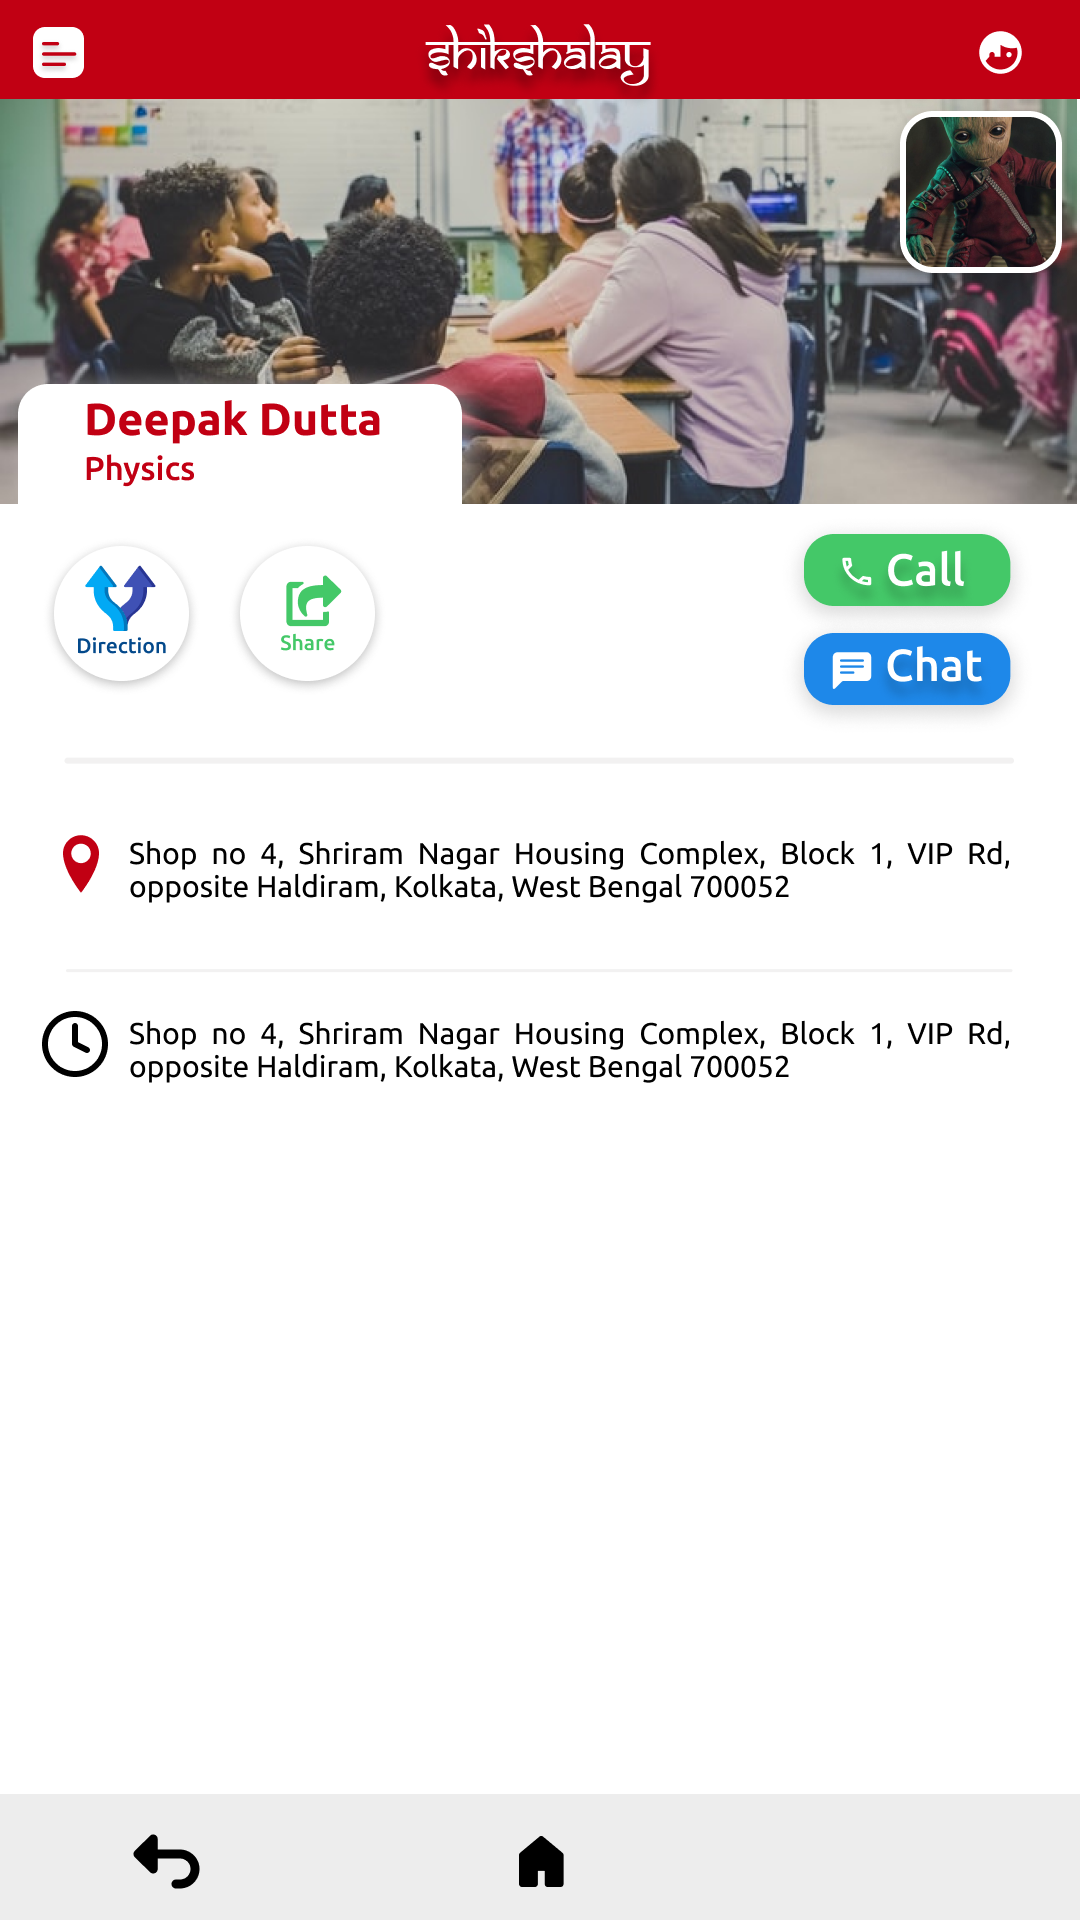 Shikshalay
Deepak Dutta
Physics
Direction
Share
Call
Chat
Shop no 4, Shriram Nagar Housing Complex, Block 1, VIP Rd,
opposite Haldiram, Kolkata, West Bengal 700052
Shop no 4, Shriram Nagar Housing Complex, Block 1, VIP Rd,
opposite Haldiram, Kolkata, West Bengal 700052